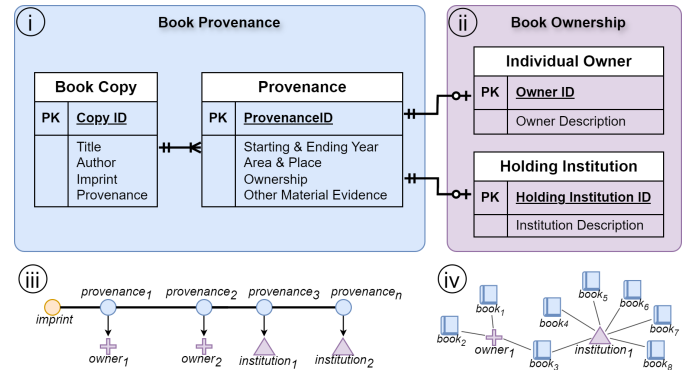 i
Book Provenance
ii
Book Ownership
Book Copy
PK
Copy ID
Title
Author
Imprint
Provenance
Provenance
PK
ProvenanceID
Starting & Ending Year
Area & Place
Ownership
Other Material Evidence
Individual Owner
PK
Owner ID
Owner Description
Holding Institution
PK
Holding Institution ID
Institution Description
iii
provenance1
provenance2
provenance3
provenancen
imprint
owner1
owner2
institution1
institution2
iv
book1
book2
owner1
book3
book4
book5
book6
book7
institution1
book8